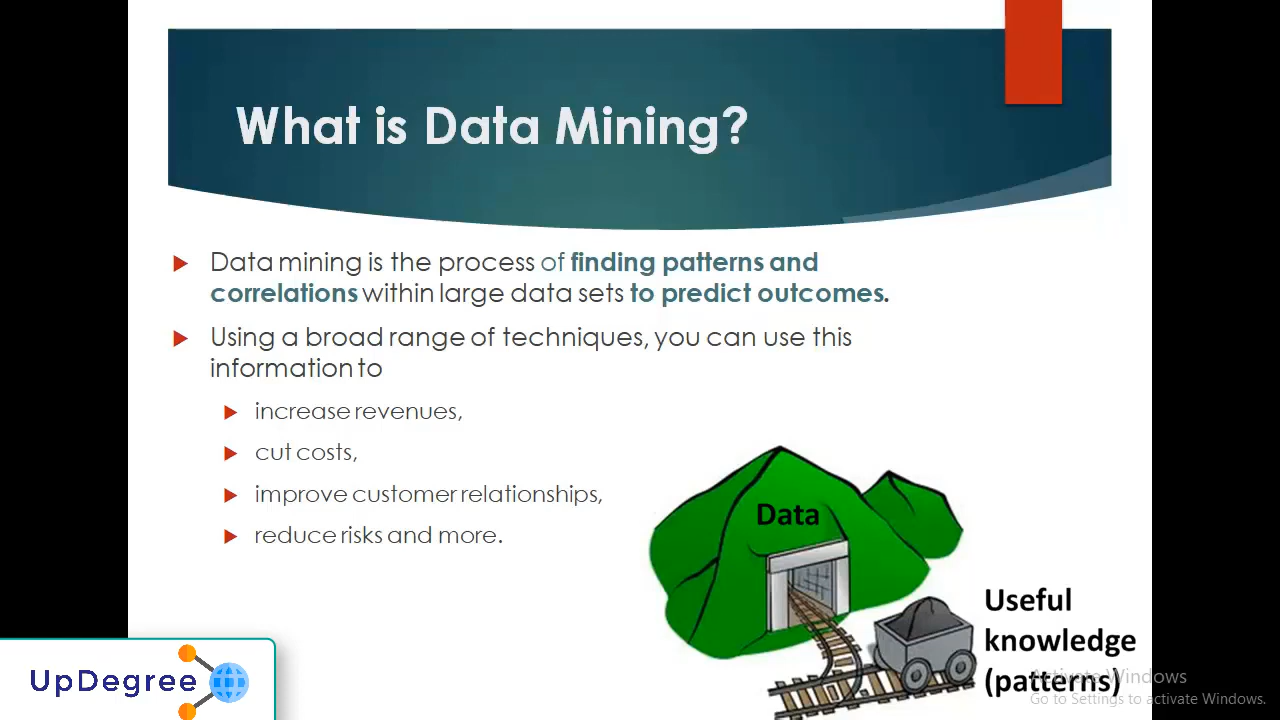 What is Data Mining?
Data mining is the process of finding patterns and
correlations within large data sets to predict outcomes.
Using a broad range of techniques, you can use this
information to
increase revenues,
cut costs,
improve customer relationships,
reduce risks and more.
Data
Useful
knowledge
(patterns)
Activate Windows
Go to Settings to activate Windows.
UpDegree